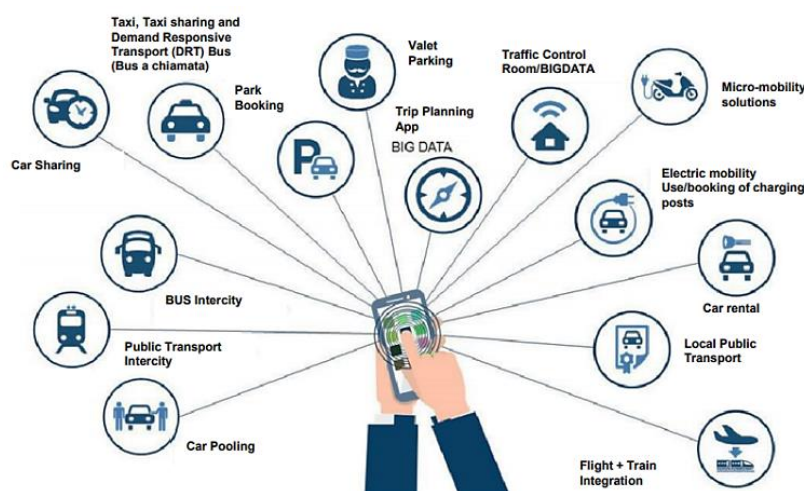 Taxi, Taxi sharing and
Demand Responsive
Transport (DRT) Bus
(Bus a chiamata)
Valet
Parking
Traffic Control
Room/BIGDATA
Micro-mobility
solutions
Park
Booking
Trip Planning
App
BIG DATA
Car Sharing
P
Electric mobility
Use/booking of charging
posts
BUS Intercity
Car rental
Public Transport
Intercity
Local Public
Transport
Car Pooling
Flight + Train
Integration